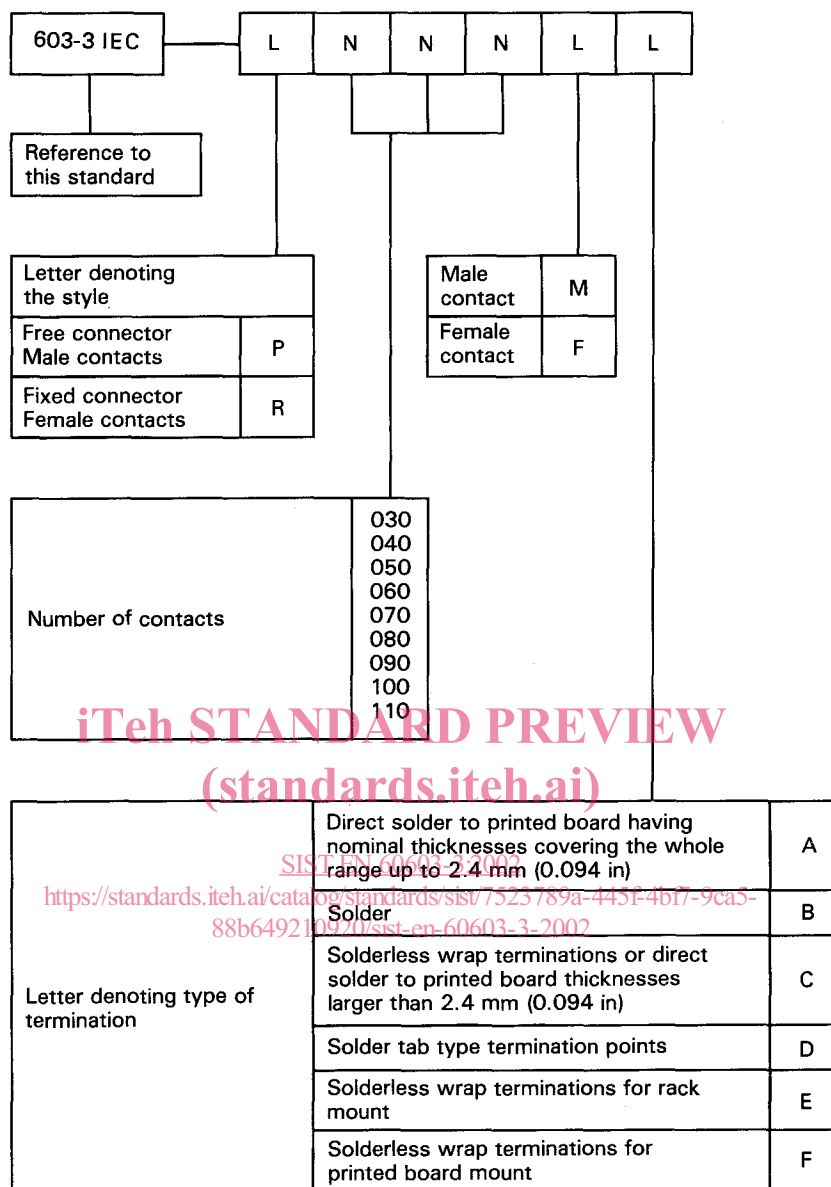 603-3 IEC
L N N N L L
Reference to
this standard
Letter denoting
the style
Free connector
Male contacts
P
Fixed connector
Female contacts
R
Male
contact
M
Female
contact
F
Number of contacts
030
040
050
060
070
080
090
100
110
iTeh STANDARD PREVIEW
(standards.iteh.ai)
SIST EN 60603-3:2002
https://standards.iteh.ai/catalog/standards/sist/7523789a-445f-4bf7-9ca5-
88b649210920/sist-en-60603-3-2002
Letter denoting type of
termination
Direct solder to printed board having
nominal thicknesses covering the whole
range up to 2.4 mm (0.094 in)
A
Solder
B
Solderless wrap terminations or direct
solder to printed board thicknesses
larger than 2.4 mm (0.094 in)
C
Solder tab type termination points
D
Solderless wrap terminations for rack
mount
E
Solderless wrap terminations for
printed board mount
F